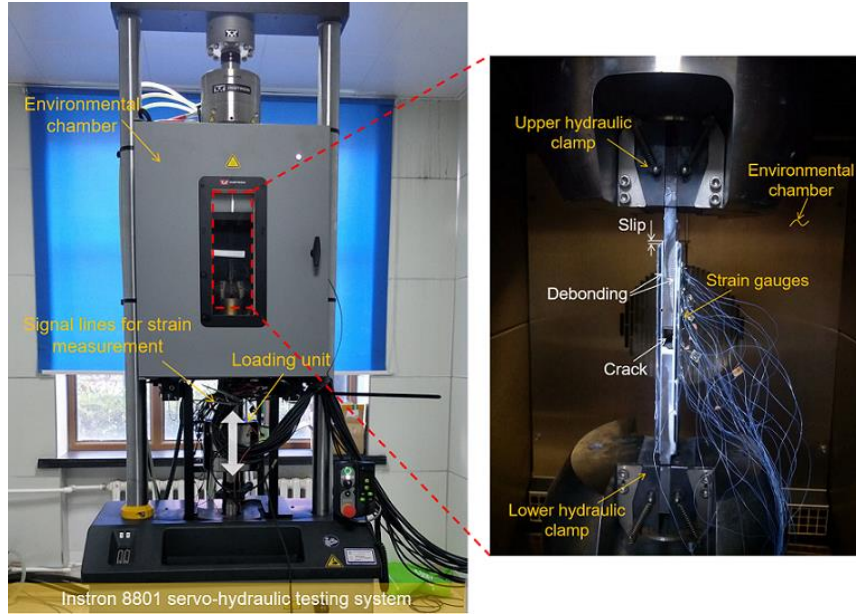 Environmental
chamber
Signal lines for strain
measurement
Loading unit
Instron 8801 servo-hydraulic testing system
Upper hydraulic
clamp
Environmental
chamber
Slip
Debonding
Strain gauges
Crack
Lower hydraulic
clamp